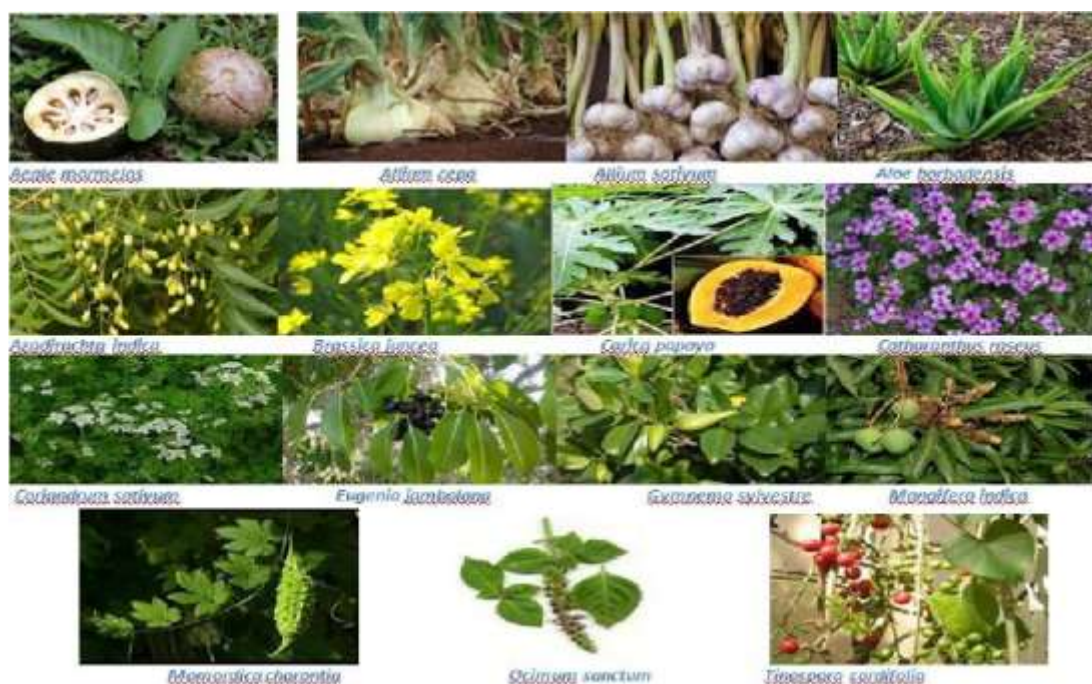 Aegle marmelos
Allium cepa
Allium sativum
Aloe barbadensis
Azadirachta indica
Brassica juncea
Carica papaya
Catharanthus roseus
Coriandrum sativum
Eugenia jambolana
Gymnema sylvestre
Mangifera indica
Momordica charantia
Ocimum sanctum
Tinospora cordifolia